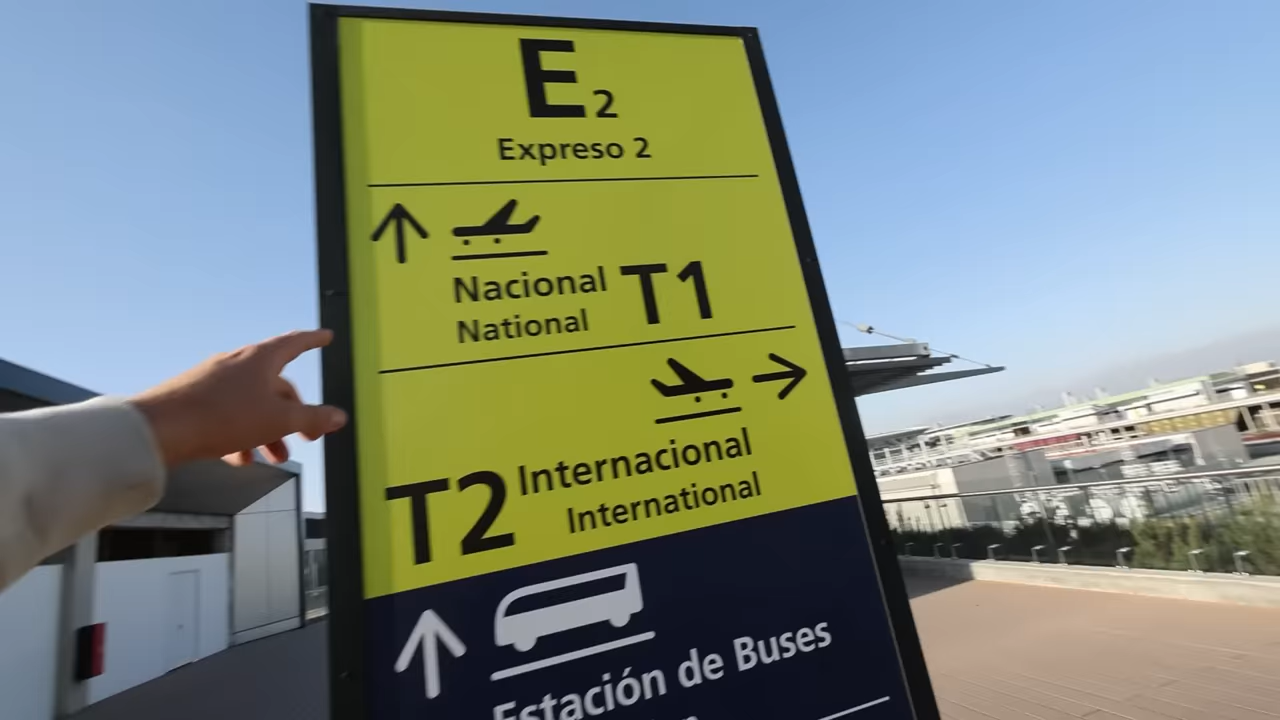 E2
Expreso 2
Nacional T1
National
T2 Internacional
International
Estación de Buses